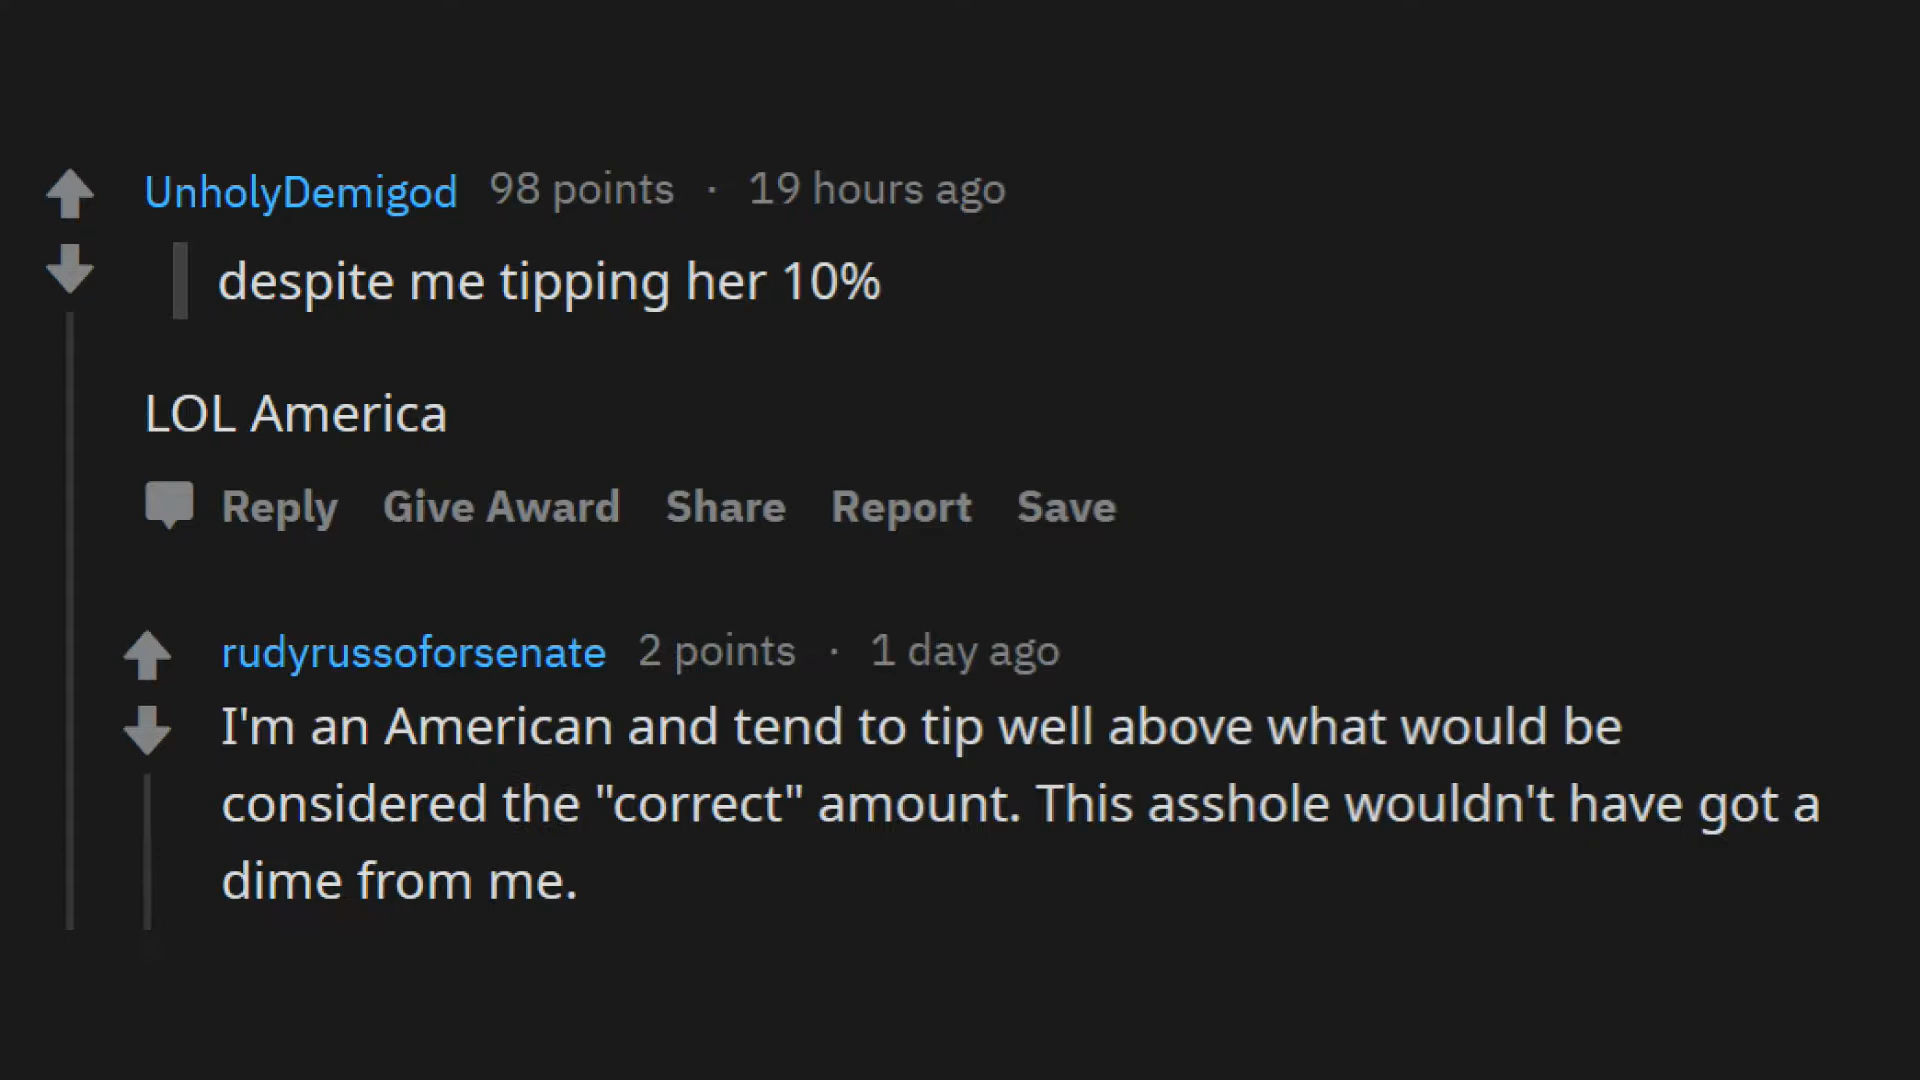 UnholyDemigod 98 points · 19 hours ago
despite me tipping her 10%
LOL America
Reply Give Award Share Report Save
rudyrussoforsenate 2 points · 1 day ago
I'm an American and tend to tip well above what would be
considered the "correct" amount. This asshole wouldn't have got a
dime from me.